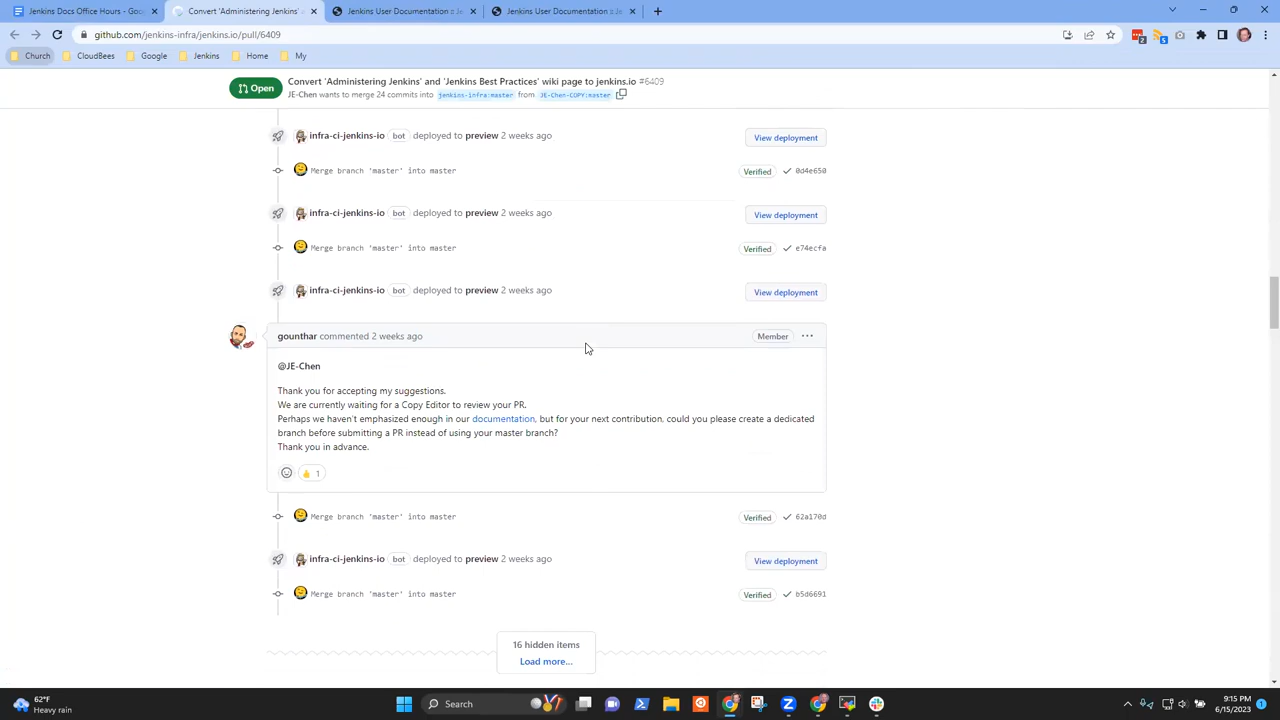 Jenkins Docs Office Hours - Goo
Convert 'Administering Jenkins'
Jenkins User Documentation ::
Jenkins User Documentation ::
github.com/jenkins-infra/jenkins.io/pull/6409
Church
CloudBees
Google
Jenkins
Home
My
Open
Convert 'Administering Jenkins' and 'Jenkins Best Practices' wiki page to jenkins.io #6409
JE-Chen wants to merge 24 commits into jenkins-infra:master from JE-Chen-COPY:master
infra-ci-jenkins-io bot deployed to preview 2 weeks ago View deployment
Merge branch 'master' into master Verified 0d4e650
infra-ci-jenkins-io bot deployed to preview 2 weeks ago View deployment
Merge branch 'master' into master Verified e74ecfa
infra-ci-jenkins-io bot deployed to preview 2 weeks ago View deployment
gounthar commented 2 weeks ago Member
@JE-Chen
Thank you for accepting my suggestions.
We are currently waiting for a Copy Editor to review your PR.
Perhaps we haven't emphasized enough in our documentation, but for your next contribution, could you please create a dedicated
branch before submitting a PR instead of using your master branch?
Thank you in advance.
1
Merge branch 'master' into master Verified 62a170d
infra-ci-jenkins-io bot deployed to preview 2 weeks ago View deployment
Merge branch 'master' into master Verified b5d6691
16 hidden items
Load more...
62°F
Heavy rain
Search
9:15 PM
6/15/2023